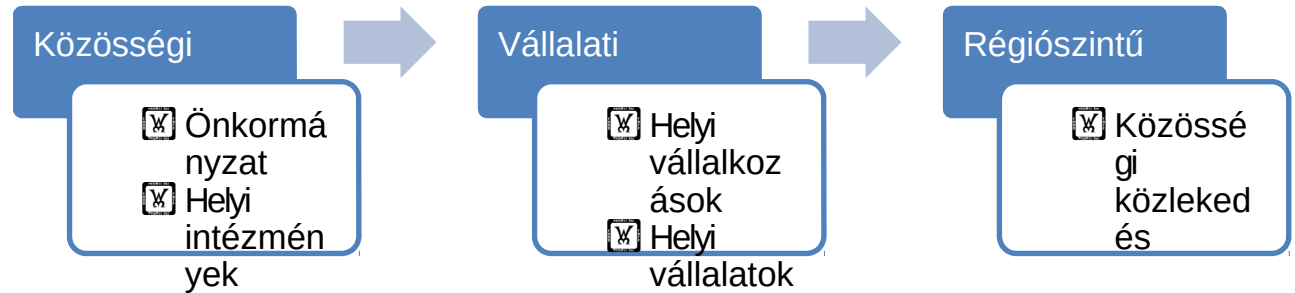 Közösségi
Önkormá
nyzat
Helyi
intézmén
yek
Vállalati
Helyi
vállalkoz
ások
Helyi
vállalatok
Régiószintű
Közössé
gi
közleked
és